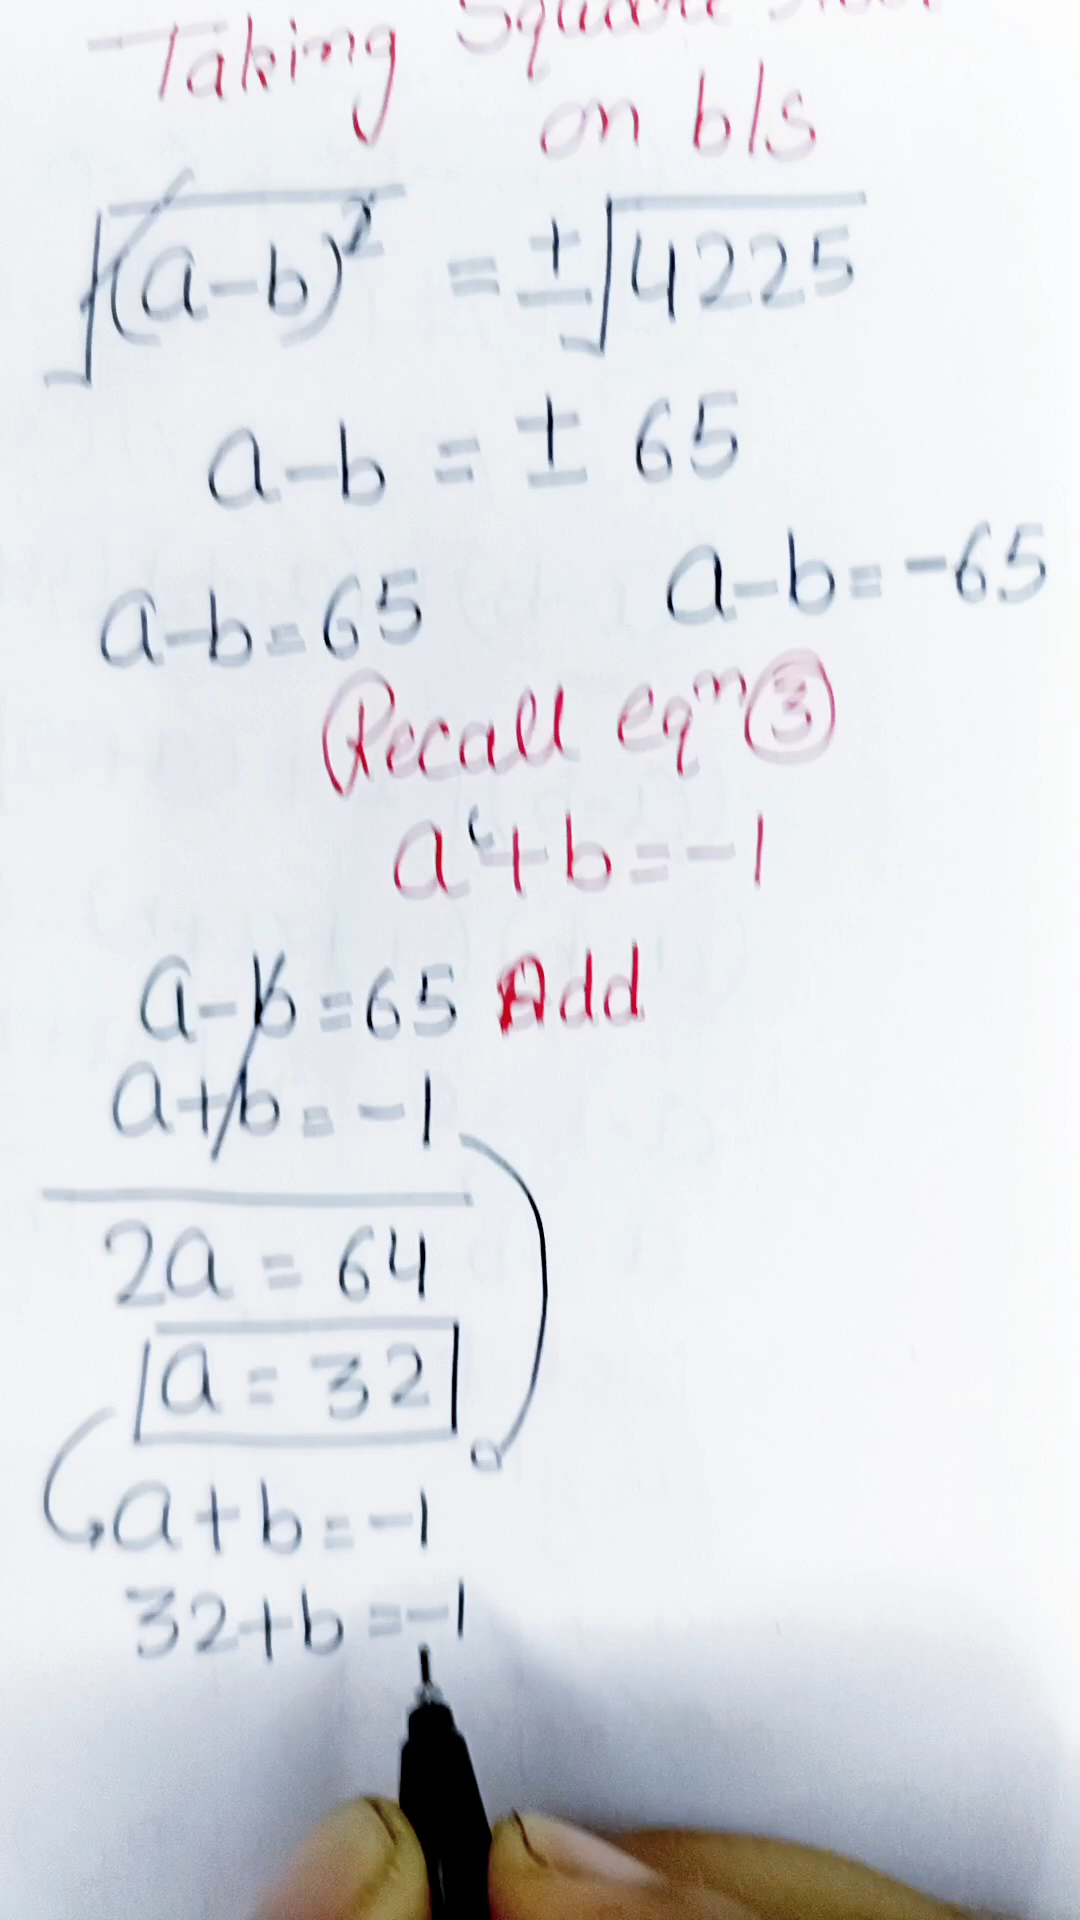 Taking Square
on b/s
√(a-b)² = ±√4225
a-b = ± 65
a-b=65 a-b=-65
Recall eqⁿ ③
a+b=-1
a-b=65 Add
a+b=-1
2a = 64
a = 32
a+b=-1
32+b=-1